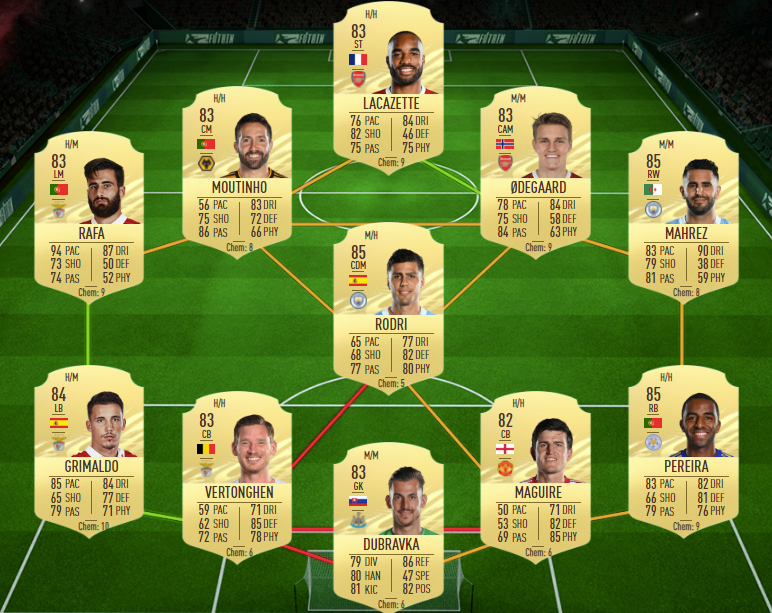 H/H
83
ST
LACAZETTE
76 PAC 84 DRI
82 SHO 46 DEF
75 PAS 75 PHY
Chem: 9
H/H
83
CM
MOUTINHO
56 PAC 83 DRI
75 SHO 72 DEF
86 PAS 66 PHY
Chem: 8
M/M
83
CAM
ØDEGAARD
78 PAC 84 DRI
75 SHO 58 DEF
84 PAS 63 PHY
Chem: 9
H/M
83
LM
RAFA
94 PAC 87 DRI
73 SHO 50 DEF
74 PAS 52 PHY
Chem: 9
M/M
85
RW
MAHREZ
83 PAC 90 DRI
79 SHO 38 DEF
81 PAS 59 PHY
Chem: 8
M/H
85
CDM
RODRI
65 PAC 77 DRI
68 SHO 82 DEF
77 PAS 80 PHY
Chem: 5
H/M
84
LB
GRIMALDO
85 PAC 84 DRI
65 SHO 77 DEF
79 PAS 71 PHY
Chem: 10
H/H
83
CB
VERTONGHEN
59 PAC 71 DRI
62 SHO 85 DEF
72 PAS 78 PHY
Chem: 6
M/M
83
GK
DUBRAVKA
79 DIV 86 REF
80 HAN 47 SPE
81 KIC 82 POS
Chem: 6
H/H
82
CB
MAGUIRE
50 PAC 71 DRI
53 SHO 82 DEF
69 PAS 85 PHY
Chem: 6
H/H
85
RB
PEREIRA
83 PAC 82 DRI
66 SHO 81 DEF
79 PAS 76 PHY
Chem: 9